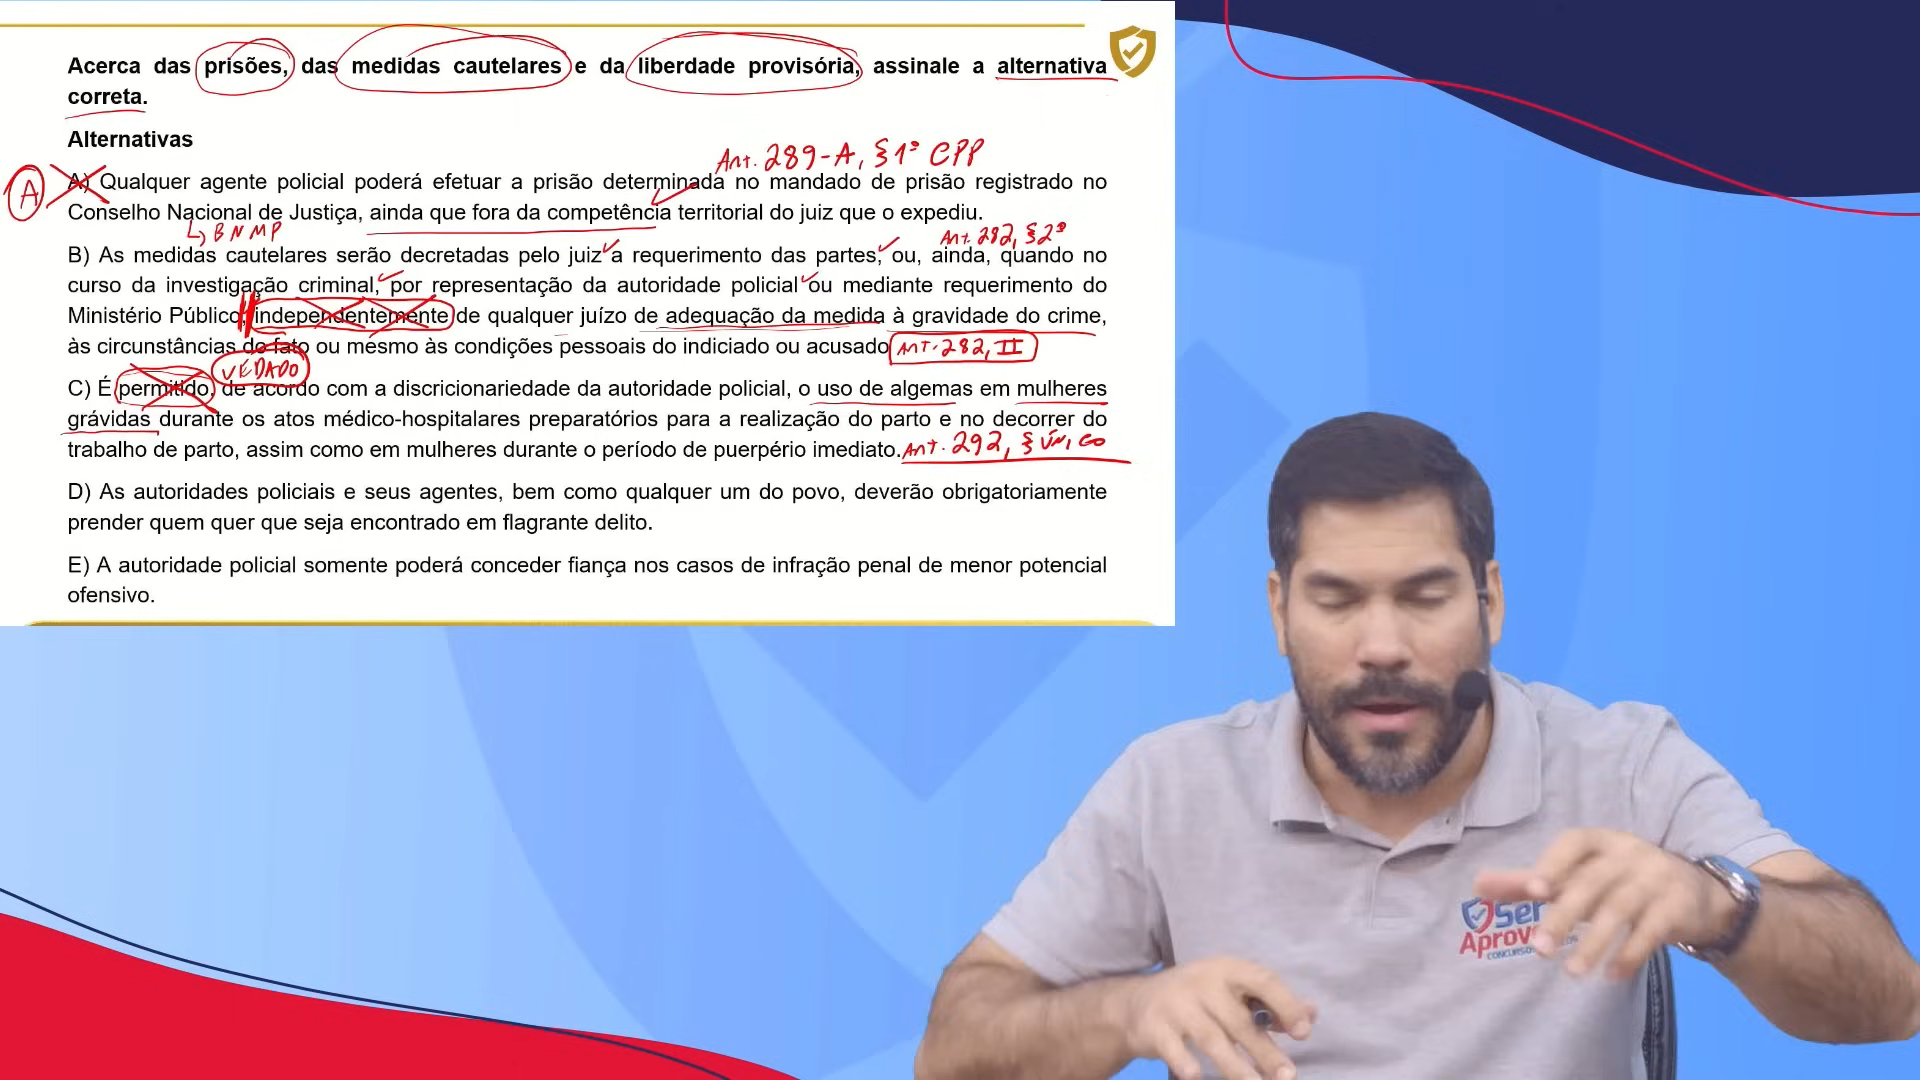 Acerca das prisões, das medidas cautelares e da liberdade provisória, assinale a alternativa
correta.
Alternativas
Art. 289-A, §1º CPP
A
A) Qualquer agente policial poderá efetuar a prisão determinada no mandado de prisão registrado no
Conselho Nacional de Justiça, ainda que fora da competência territorial do juiz que o expediu.
BNMP
Art. 282, §2º
B) As medidas cautelares serão decretadas pelo juiz a requerimento das partes, ou, ainda, quando no
curso da investigação criminal, por representação da autoridade policial ou mediante requerimento do
Ministério Público, independentemente de qualquer juízo de adequação da medida à gravidade do crime,
às circunstâncias do fato ou mesmo às condições pessoais do indiciado ou acusado
Art. 282, II
VEDADO
C) É permitido, de acordo com a discricionariedade da autoridade policial, o uso de algemas em mulheres
grávidas durante os atos médico-hospitalares preparatórios para a realização do parto e no decorrer do
trabalho de parto, assim como em mulheres durante o período de puerpério imediato.
Art. 292, § único
D) As autoridades policiais e seus agentes, bem como qualquer um do povo, deverão obrigatoriamente
prender quem quer que seja encontrado em flagrante delito.
E) A autoridade policial somente poderá conceder fiança nos casos de infração penal de menor potencial
ofensivo.
Ser